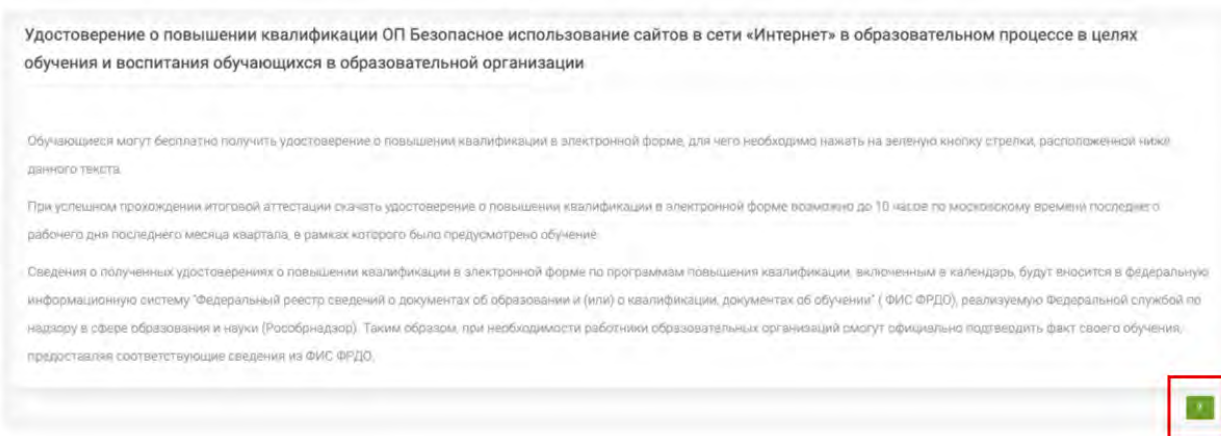 Удостоверение о повышении квалификации ОП Безопасное использование сайтов в сети «Интернет» в образовательном процессе в целях
обучения и воспитания обучающихся в образовательной организации
Обучающиеся могут бесплатно получить удостоверение о повышении квалификации в электронной форме, для чего необходимо нажать на зеленую кнопку стрелки, расположенной ниже
данного текста.
При успешном прохождении итоговой аттестации скачать удостоверение о повышении квалификации в электронной форме возможно до 10 часов по московскому времени последнего
рабочего дня последнего месяца квартала, в рамках которого было предусмотрено обучение.
Сведения о полученных удостоверениях о повышении квалификации в электронной форме по программам повышения квалификации, включенным в календарь, будут вносится в федеральную
информационную систему "Федеральный реестр сведений о документах об образовании и (или) о квалификации, документах об обучении" ( ФИС ФРДО), реализуемую Федеральной службой по
надзору в сфере образования и науки (Рособрнадзор). Таким образом, при необходимости работники образовательных организаций смогут официально подтвердить факт своего обучения,
предоставляя соответствующие сведения из ФИС ФРДО.